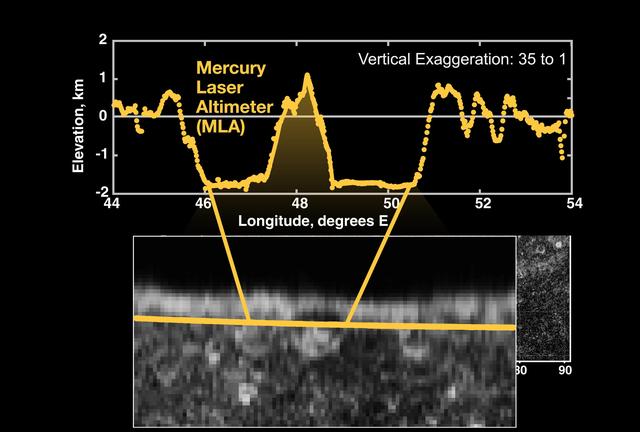 2
Vertical Exaggeration: 35 to 1
Mercury
Laser
Altimeter
(MLA)
1
0
-1
-2
Elevation, km
44 46 48 50 52 54
Longitude, degrees E
90